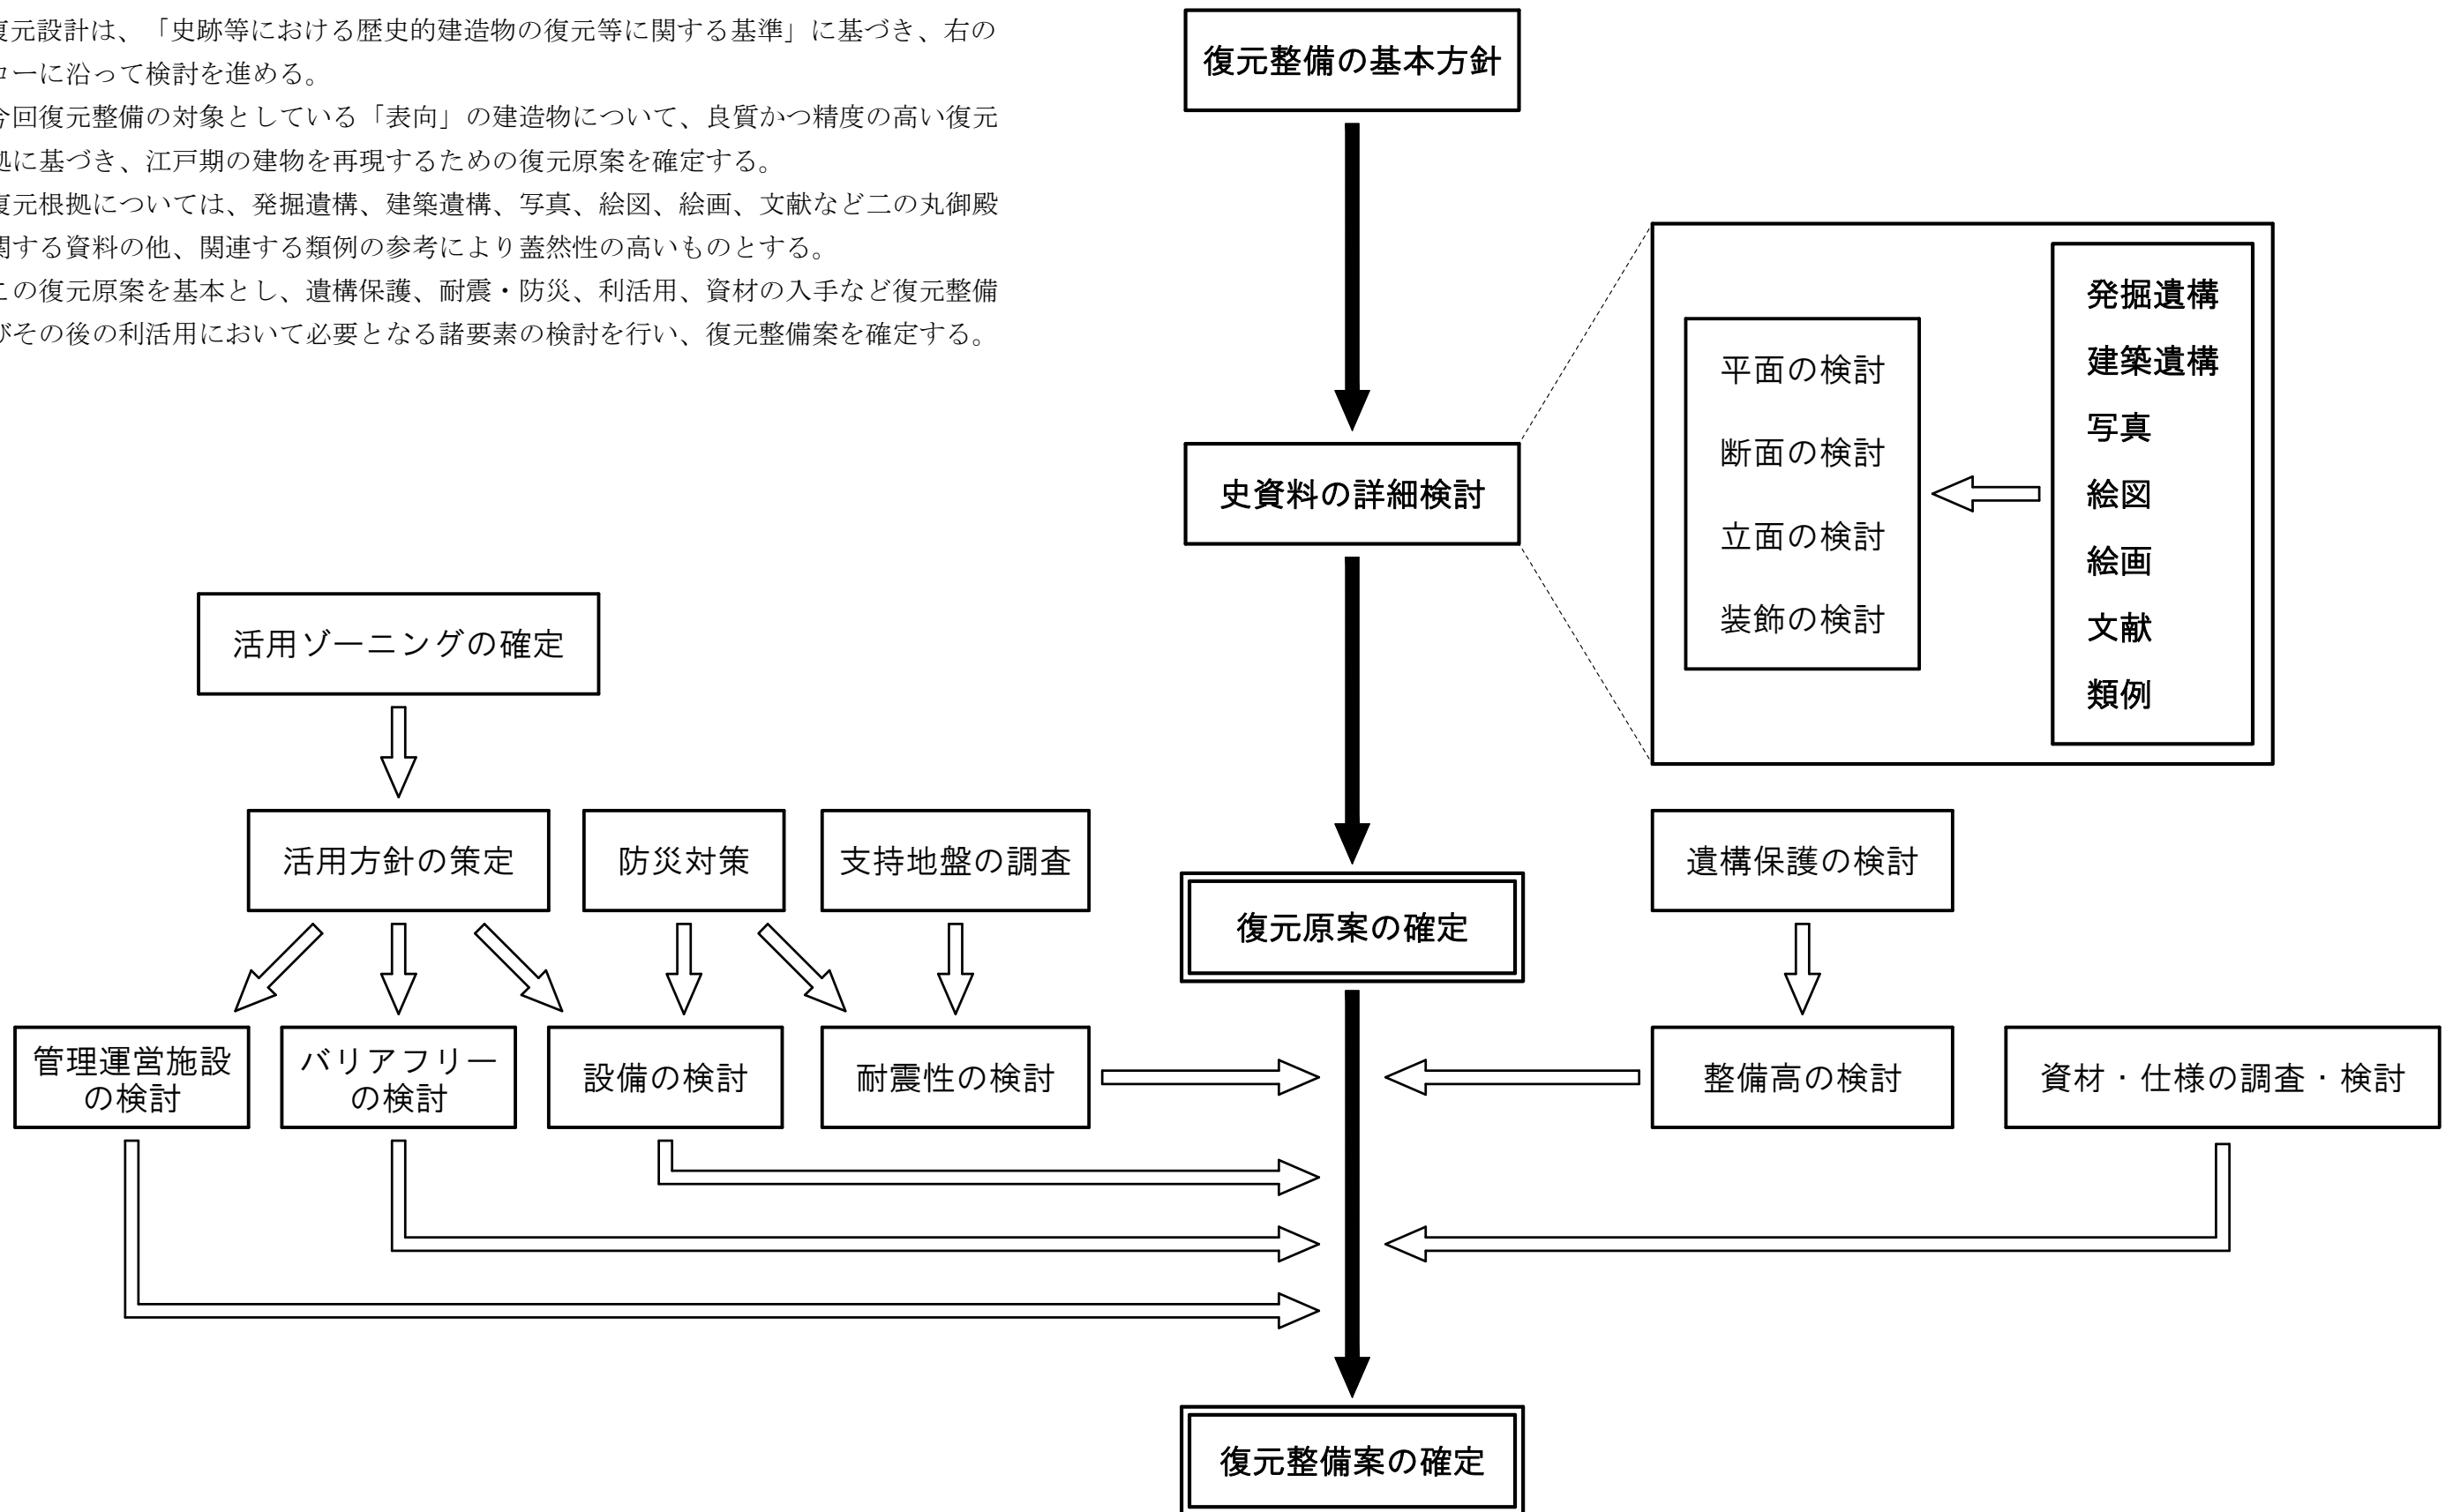 復元設計は、「史跡等における歴史的建造物の復元等に関する基準」に基づき、右の
ーに沿って検討を進める。
今回復元整備の対象としている「表向」の建造物について、良質かつ精度の高い復元
拠に基づき、江戸期の建物を再現するための復元原案を確定する。
復元根拠については、発掘遺構、建築遺構、写真、絵図、絵画、文献など二の丸御殿
関する資料の他、関連する類例の参考により蓋然性の高いものとする。
この復元原案を基本とし、遺構保護、耐震・防災、利活用、資材の入手など復元整備
びその後の利活用において必要となる諸要素の検討を行い、復元整備案を確定する。
復元整備の基本方針
史資料の詳細検討
平面の検討
断面の検討
立面の検討
装飾の検討
発掘遺構
建築遺構
写真
絵図
絵画
文献
類例
活用ゾーニングの確定
活用方針の策定
防災対策
支持地盤の調査
復元原案の確定
遺構保護の検討
管理運営施設
の検討
バリアフリー
の検討
設備の検討
耐震性の検討
整備高の検討
資材・仕様の調査・検討
復元整備案の確定